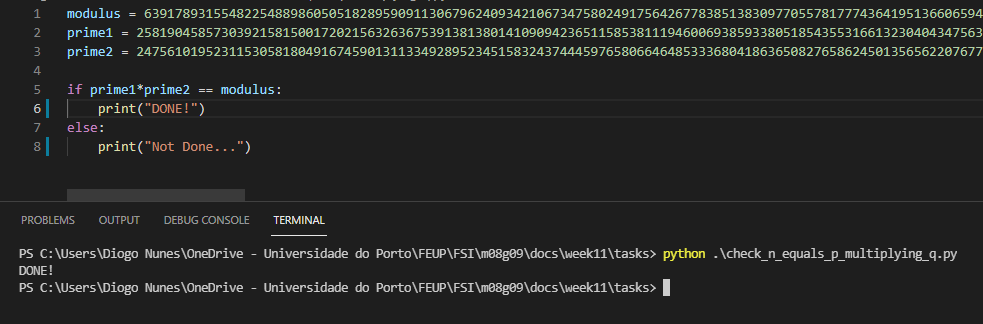 1 modulus = 639178931554822548898605051828959091130679624093421067347580249175642677838513830977055781777436419513660659
2 prime1 = 2581904585730392158150017202156326367539138138014109094236511585381119460069385933805185435531661323040434756
3 prime2 = 2475610195231153058180491674590131133492895234515832437444597658066464853336804186365082765862450135656220767
4
5 if prime1*prime2 == modulus:
6 print("DONE!")
7 else:
8 print("Not Done...")
PROBLEMS OUTPUT DEBUG CONSOLE TERMINAL
PS C:\Users\Diogo Nunes\OneDrive - Universidade do Porto\FEUP\FSI\m08g09\docs\week11\tasks> python .\check_n_equals_p_multiplying_q.py
DONE!
PS C:\Users\Diogo Nunes\OneDrive - Universidade do Porto\FEUP\FSI\m08g09\docs\week11\tasks>